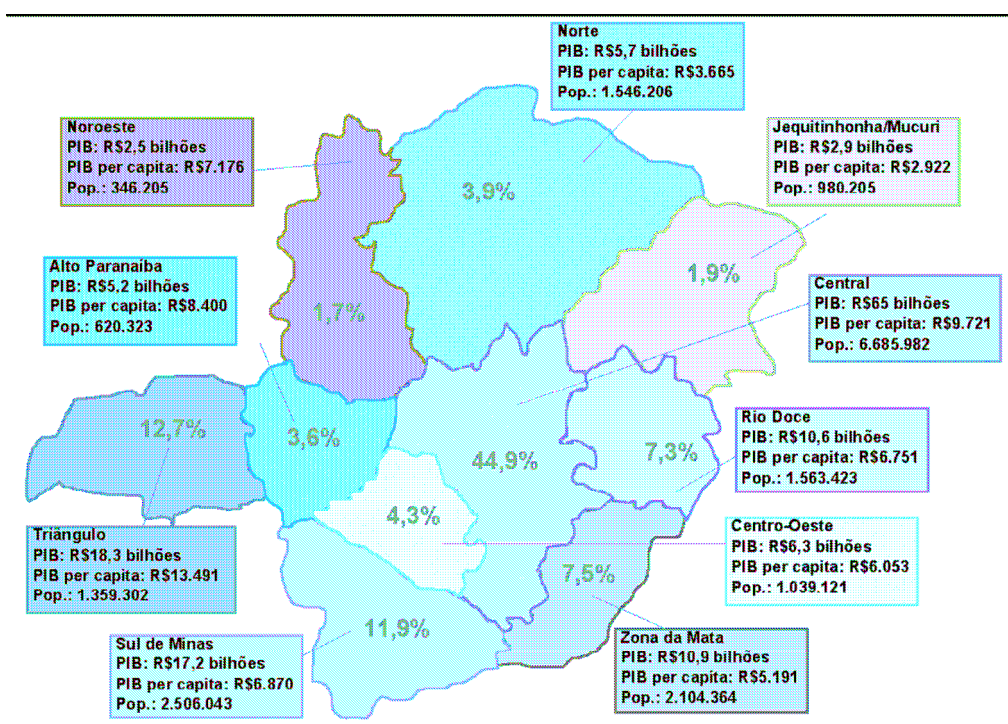 Norte
PIB: R$5,7 bilhões
PIB per capita: R$3.665
Pop.: 1.546.206
Noroeste
PIB: R$2,5 bilhões
PIB per capita: R$7.176
Pop.: 346.205
Jequitinhonha/Mucuri
PIB: R$2,9 bilhões
PIB per capita: R$2.922
Pop.: 980.205
3,9%
Alto Paranaiba
PIB: R$5,2 bilhões
PIB per capita: R$8.400
Pop.: 620.323
1,9%
Central
PIB: R$65 bilhões
PIB per capita: R$9.721
Pop.: 6.685.982
1,7%
12,7%
3,6%
44,9%
7,3%
Rio Doce
PIB: R$10,6 bilhões
PIB per capita: R$6.751
Pop.: 1.563.423
4,3%
Triângulo
PIB: R$18,3 bilhões
PIB per capita: R$13.491
Pop.: 1.359.302
Centro-Oeste
PIB: R$6,3 bilhões
PIB per capita: R$6.053
Pop.: 1.039.121
7,5%
11,9%
Sul de Minas
PIB: R$17,2 bilhões
PIB per capita: R$6.870
Pop.: 2.506.043
Zona da Mata
PIB: R$10,9 bilhões
PIB per capita: R$5.191
Pop.: 2.104.364